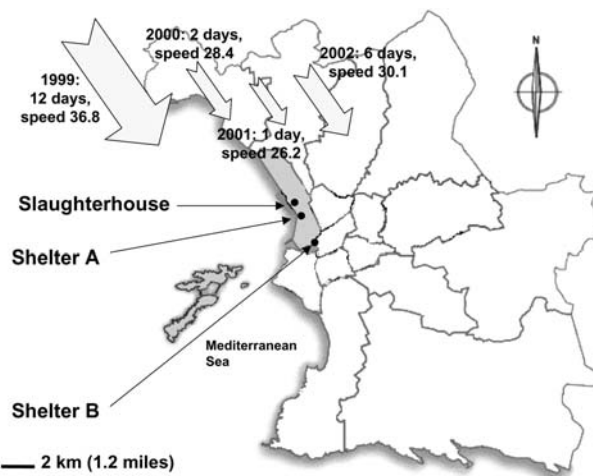 N
2000: 2 days,
speed 28.4
2002: 6 days,
speed 30.1
1999:
12 days,
speed 36.8
2001: 1 day,
speed 26.2
Slaughterhouse
Shelter A
Mediterranean
Sea
Shelter B
2 km (1.2 miles)